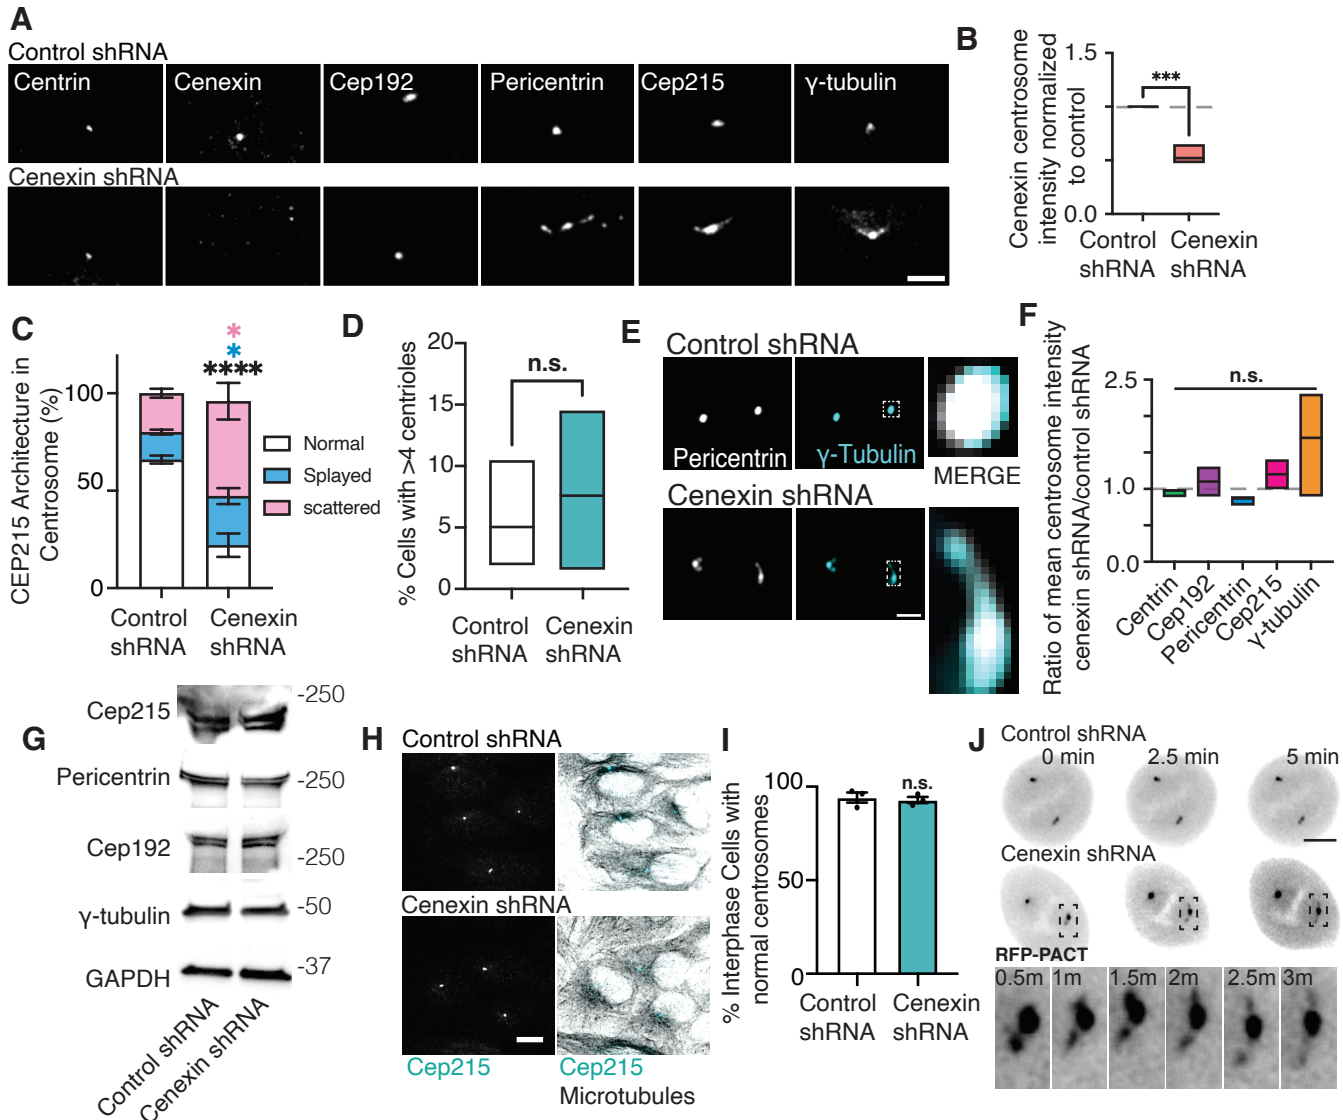 A
Control shRNA
Centrin
Cenexin
Cep192
Pericentrin
Cep215
γ-tubulin
Cenexin shRNA
B
Cenexin centrosome
intensity normalized
to control
1.5
0.0
***
Control
shRNA
Cenexin
shRNA
C
CEP215 Architecture in
Centrosome (%)
100
50
0
*
*
****
Normal
Splayed
scattered
Control
shRNA
Cenexin
shRNA
D
% Cells with >4 centrioles
20
15
10
5
0
n.s.
Control
shRNA
Cenexin
shRNA
E
Control shRNA
Pericentrin
γ-Tubulin
MERGE
Cenexin shRNA
F
Ratio of mean centrosome intensity
cenexin shRNA/control shRNA
2.5
1.0
0.0
n.s.
Centrin
Cep192
Pericentrin
Cep215
γ-tubulin
G
Cep215
-250
Pericentrin
-250
Cep192
-250
γ-tubulin
-50
GAPDH
-37
Control shRNA
Cenexin shRNA
H
Control shRNA
Cenexin shRNA
Cep215
Cep215
Microtubules
I
% Interphase Cells with
normal centrosomes
100
50
0
n.s.
Control
shRNA
Cenexin
shRNA
J
Control shRNA
0 min
2.5 min
5 min
Cenexin shRNA
RFP-PACT
0.5m
1m
1.5m
2m
2.5m
3m